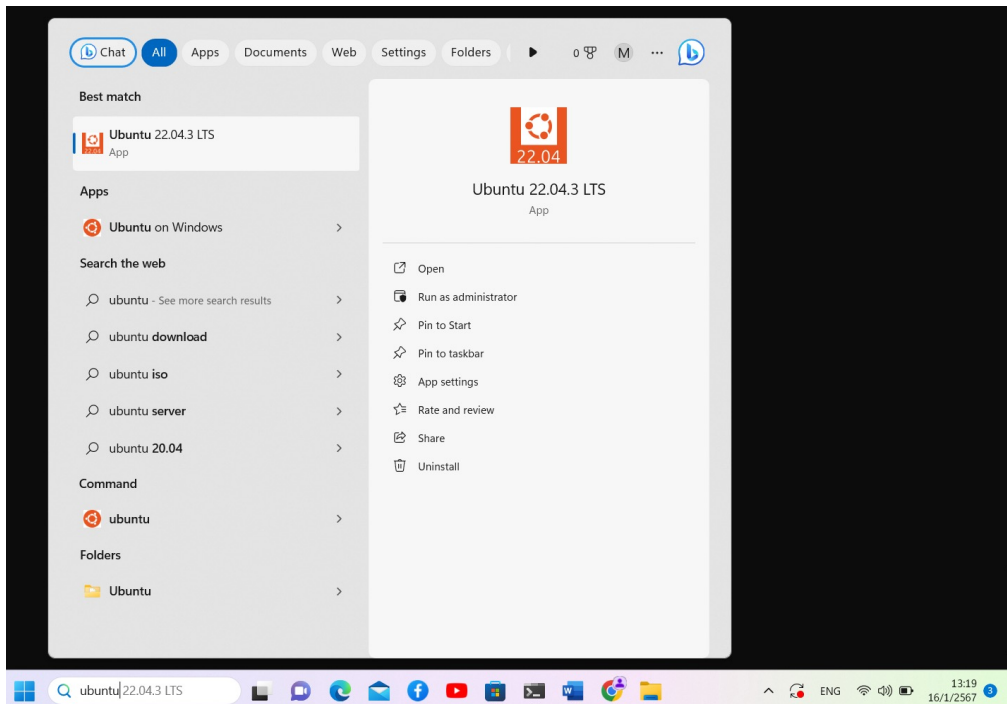 Chat All Apps Documents Web Settings Folders 0 M ...
Best match
Ubuntu 22.04.3 LTS
App
Apps
Ubuntu on Windows
Search the web
ubuntu - See more search results
ubuntu download
ubuntu iso
ubuntu server
ubuntu 20.04
Command
ubuntu
Folders
Ubuntu
22.04
Ubuntu 22.04.3 LTS
App
Open
Run as administrator
Pin to Start
Pin to taskbar
App settings
Rate and review
Share
Uninstall
ubuntu 22.04.3 LTS
ENG
13:19
16/1/2567
3